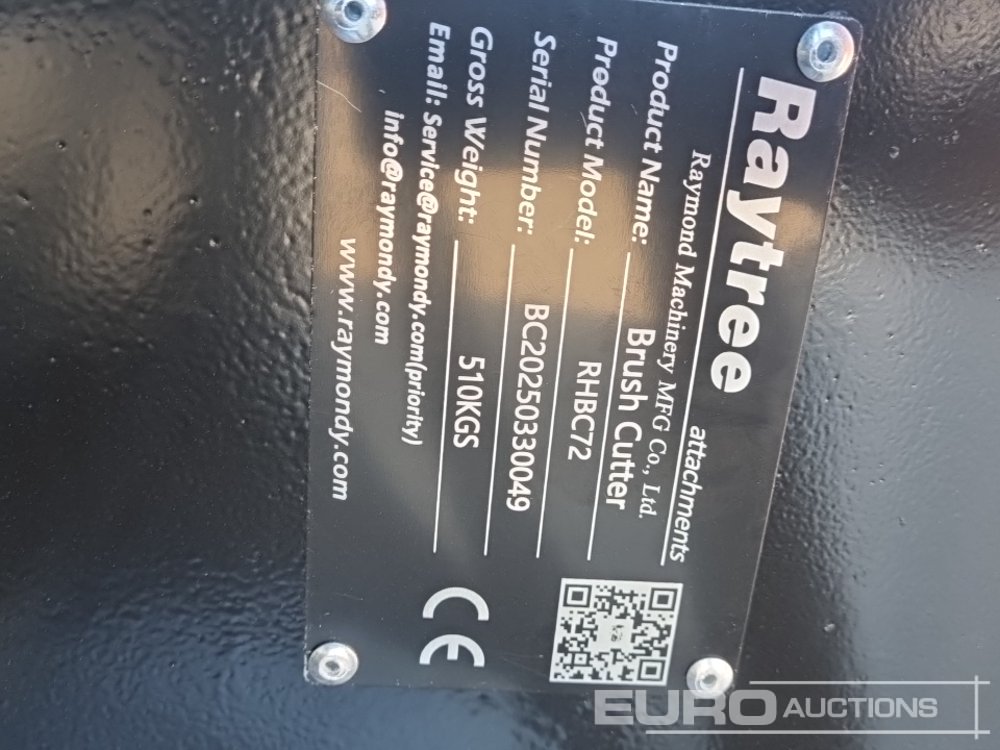 Raytree
attachments
Raymond Machinery MFG Co., Ltd.
Product Name: Brush Cutter
Product Model: RHBC72
Serial Number: BC20250330049
Gross Weight: 510KGS
Email: Service@raymondy.com(priority)
info@raymondy.com
www.raymondy.com
CE
EURO AUCTIONS